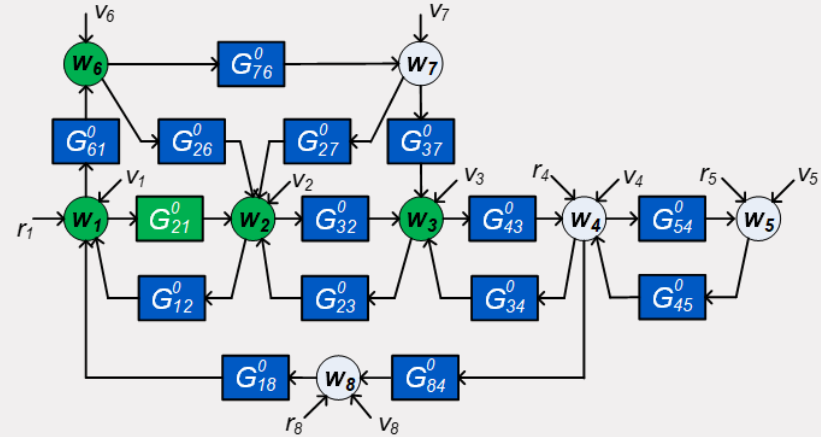 v6 v7
w6 G⁰76 w7
G⁰61 G⁰26 G⁰27 G⁰37
v1 v2 v3 r4 v4 r5 v5
r1 w1 G⁰21 w2 G⁰32 w3 G⁰43 w4 G⁰54 w5
G⁰12 G⁰23 G⁰34 G⁰45
G⁰18 w8 G⁰84
r8 v8